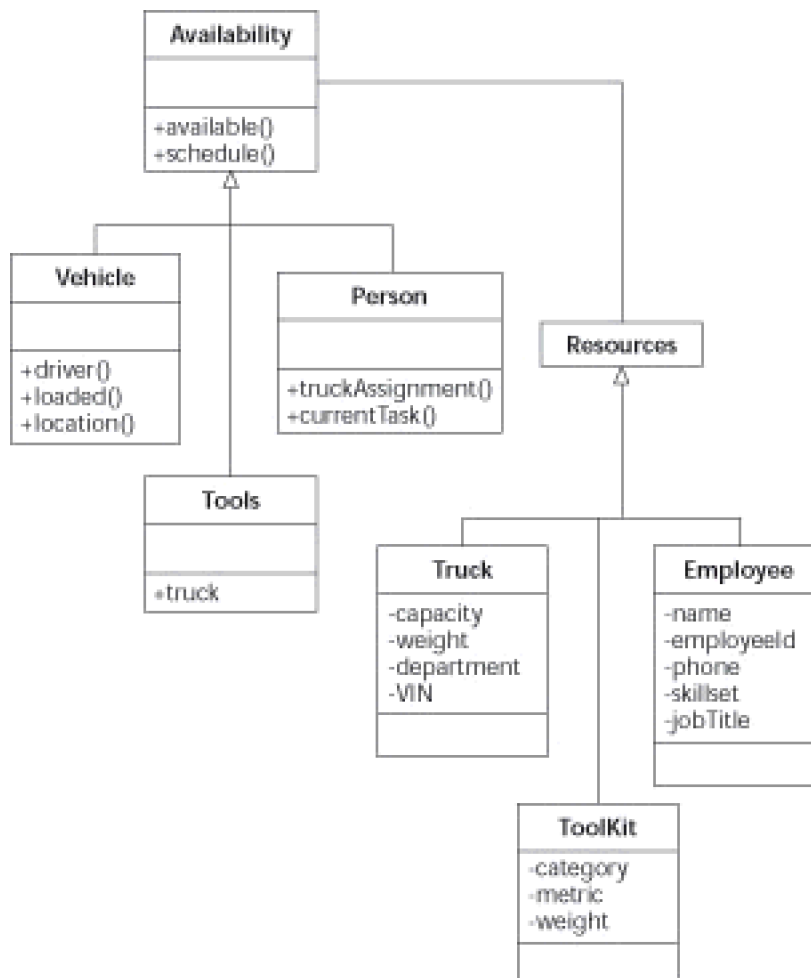 Availability
+available()
+schedule()
Vehicle
+driver()
+loaded()
+location()
Person
+truckAssignment()
+currentTask()
Resources
Tools
+truck
Truck
-capacity
-weight
-department
-VIN
Employee
-name
-employeeId
-phone
-skillset
-jobTitle
ToolKit
-category
-metric
-weight